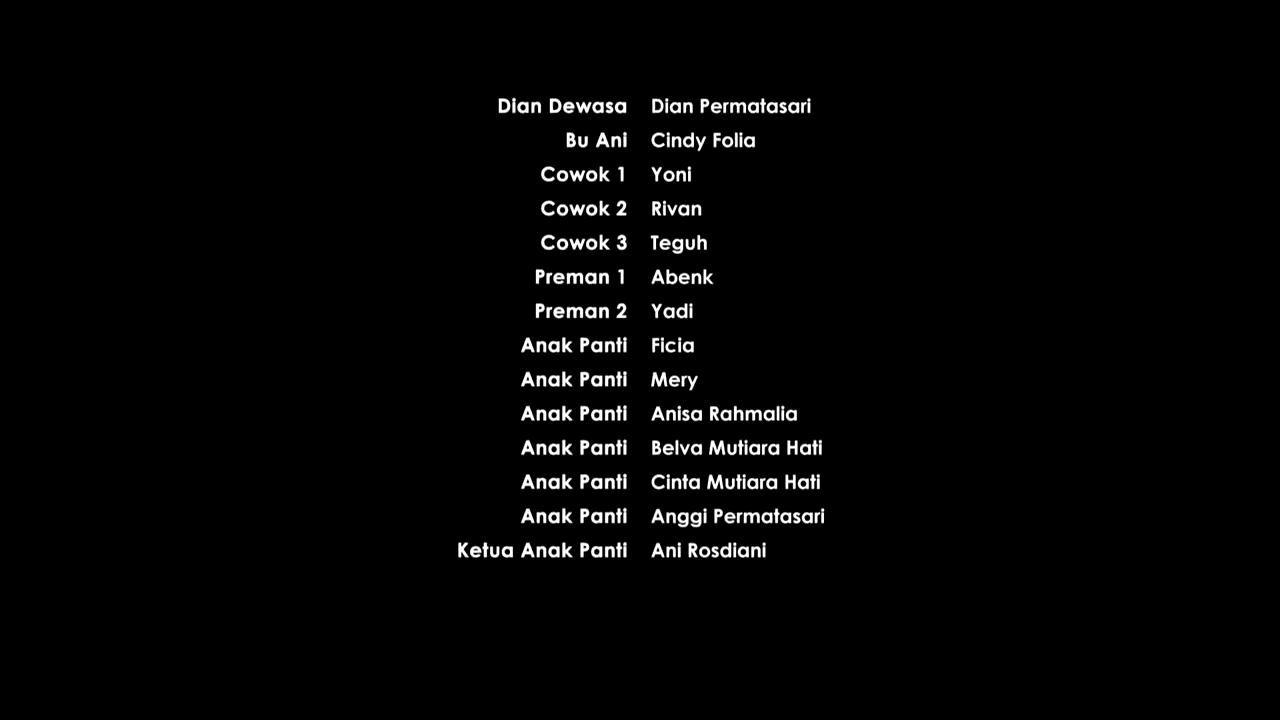 Dian Dewasa Dian Permatasari
Bu Ani Cindy Folia
Cowok 1 Yoni
Cowok 2 Rivan
Cowok 3 Teguh
Preman 1 Abenk
Preman 2 Yadi
Anak Panti Ficia
Anak Panti Mery
Anak Panti Anisa Rahmalia
Anak Panti Belva Mutiara Hati
Anak Panti Cinta Mutiara Hati
Anak Panti Anggi Permatasari
Ketua Anak Panti Ani Rosdiani